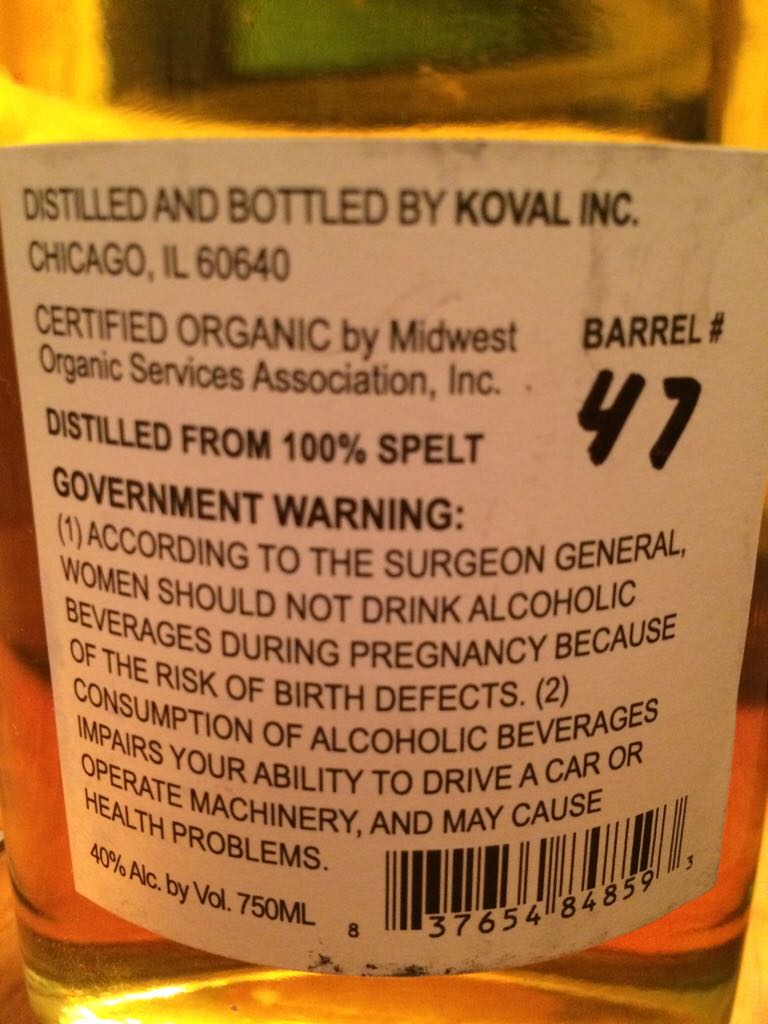 DISTILLED AND BOTTLED BY KOVAL INC.
CHICAGO, IL 60640
CERTIFIED ORGANIC by Midwest
Organic Services Association, Inc.
BARREL #
47
DISTILLED FROM 100% SPELT
GOVERNMENT WARNING:
(1) ACCORDING TO THE SURGEON GENERAL,
WOMEN SHOULD NOT DRINK ALCOHOLIC
BEVERAGES DURING PREGNANCY BECAUSE
OF THE RISK OF BIRTH DEFECTS. (2)
CONSUMPTION OF ALCOHOLIC BEVERAGES
IMPAIRS YOUR ABILITY TO DRIVE A CAR OR
OPERATE MACHINERY, AND MAY CAUSE
HEALTH PROBLEMS.
40% Alc. by Vol. 750ML
8 37654 84859 3